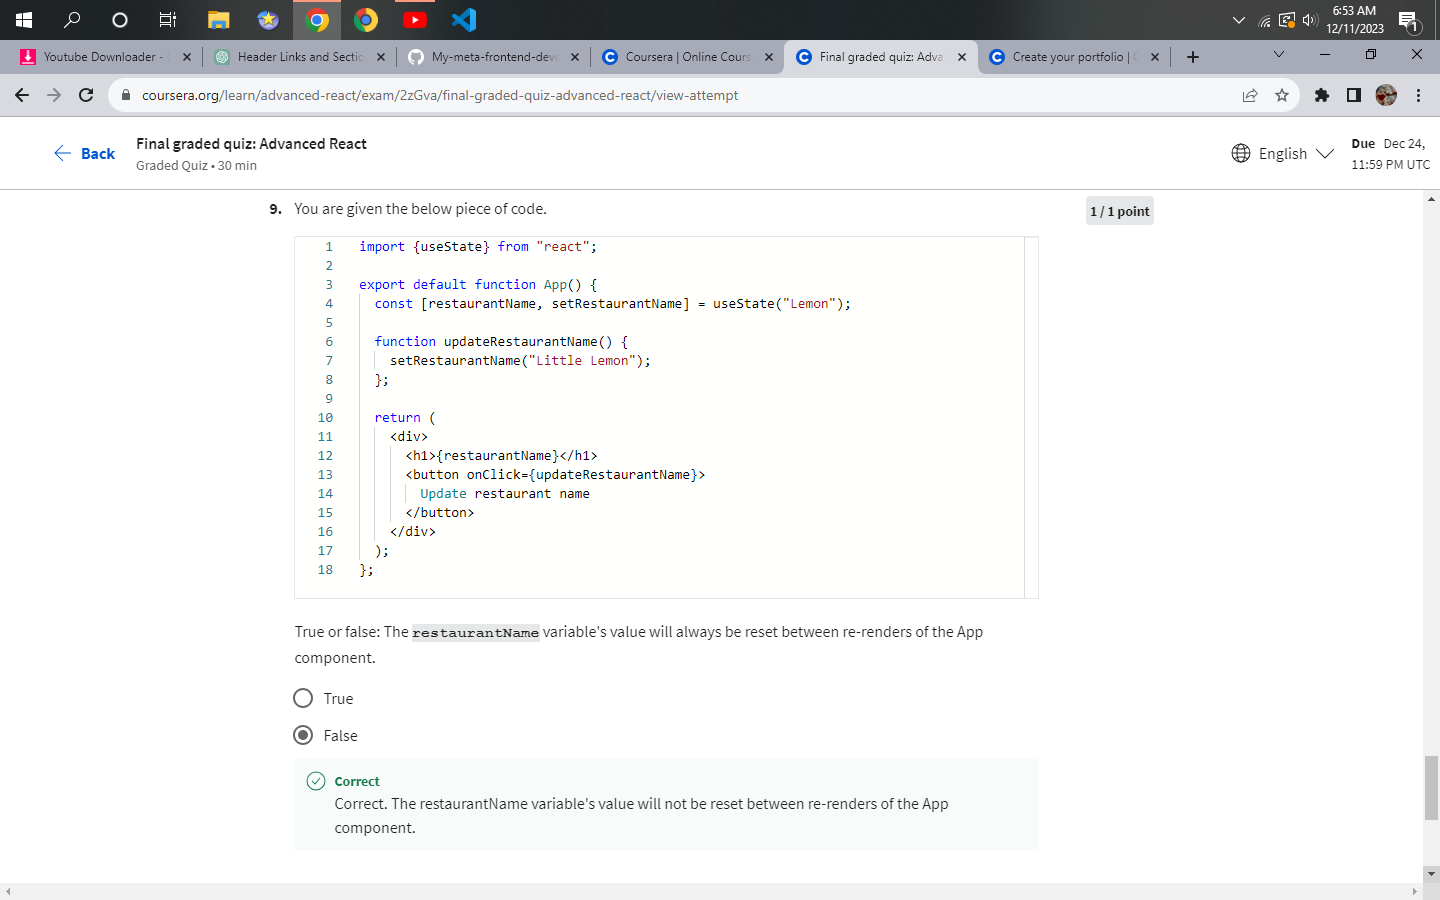 6:53 AM
12/11/2023
1
Youtube Downloader -
Header Links and Sectio
My-meta-frontend-deve
Coursera | Online Cours
Final graded quiz: Adva
Create your portfolio | C
coursera.org/learn/advanced-react/exam/2zGva/final-graded-quiz-advanced-react/view-attempt
Back
Final graded quiz: Advanced React
Graded Quiz • 30 min
English
Due Dec 24,
11:59 PM UTC
9. You are given the below piece of code.
1 / 1 point
1 import {useState} from "react";
2
3 export default function App() {
4 const [restaurantName, setRestaurantName] = useState("Lemon");
5
6 function updateRestaurantName() {
7 setRestaurantName("Little Lemon");
8 };
9
10 return (
11 <div>
12 <h1>{restaurantName}</h1>
13 <button onClick={updateRestaurantName}>
14 Update restaurant name
15 </button>
16 </div>
17 );
18 };
True or false: The restaurantName variable's value will always be reset between re-renders of the App
component.
True
False
Correct
Correct. The restaurantName variable's value will not be reset between re-renders of the App
component.